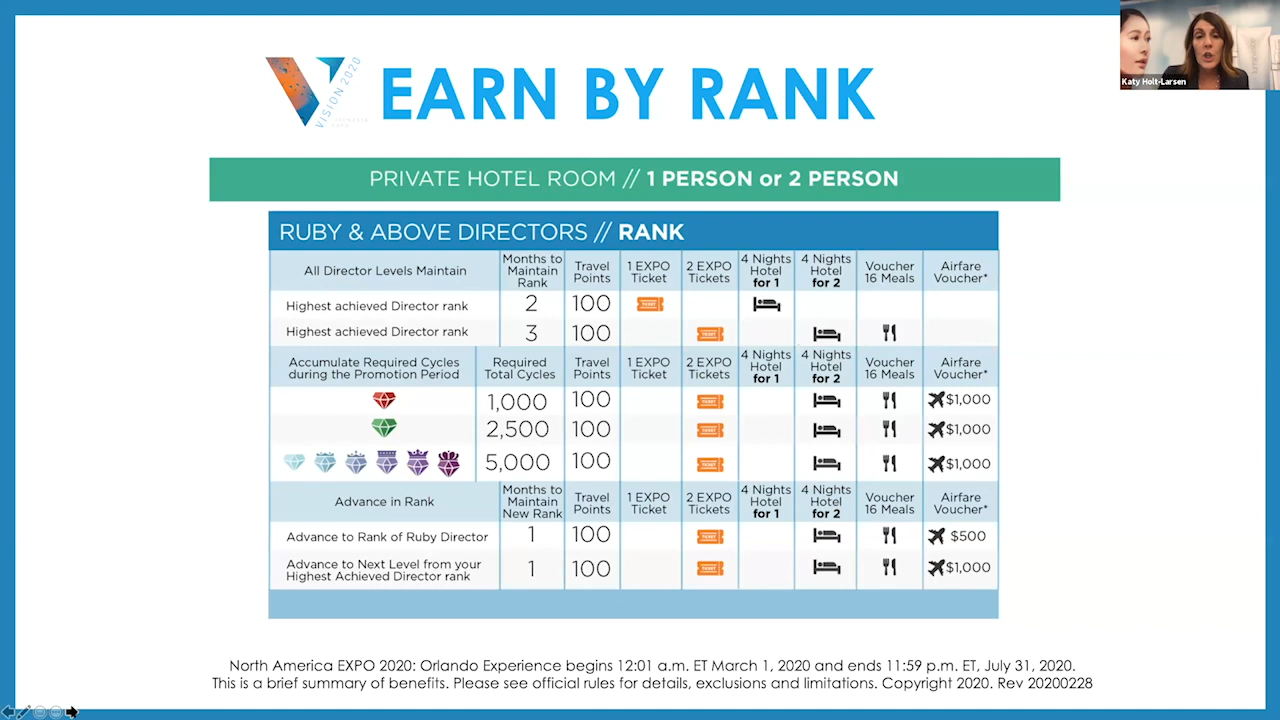 Katy Holt-Larsen
VISION 2020
EARN BY RANK
PRIVATE HOTEL ROOM // 1 PERSON or 2 PERSON
RUBY & ABOVE DIRECTORS // RANK
All Director Levels Maintain Months to Maintain Rank Travel Points 1 EXPO Ticket 2 EXPO Tickets 4 Nights Hotel for 1 4 Nights Hotel for 2 Voucher 16 Meals Airfare Voucher*
Highest achieved Director rank 2 100 TICKET
Highest achieved Director rank 3 100 TICKET
Accumulate Required Cycles during the Promotion Period Required Total Cycles Travel Points 1 EXPO Ticket 2 EXPO Tickets 4 Nights Hotel for 1 4 Nights Hotel for 2 Voucher 16 Meals Airfare Voucher*
1,000 100 TICKET $1,000
2,500 100 TICKET $1,000
5,000 100 TICKET $1,000
Advance in Rank Months to Maintain New Rank Travel Points 1 EXPO Ticket 2 EXPO Tickets 4 Nights Hotel for 1 4 Nights Hotel for 2 Voucher 16 Meals Airfare Voucher*
Advance to Rank of Ruby Director 1 100 TICKET $500
Advance to Next Level from your Highest Achieved Director rank 1 100 TICKET $1,000
North America EXPO 2020: Orlando Experience begins 12:01 a.m. ET March 1, 2020 and ends 11:59 p.m. ET, July 31, 2020.
This is a brief summary of benefits. Please see official rules for details, exclusions and limitations. Copyright 2020. Rev 20200228